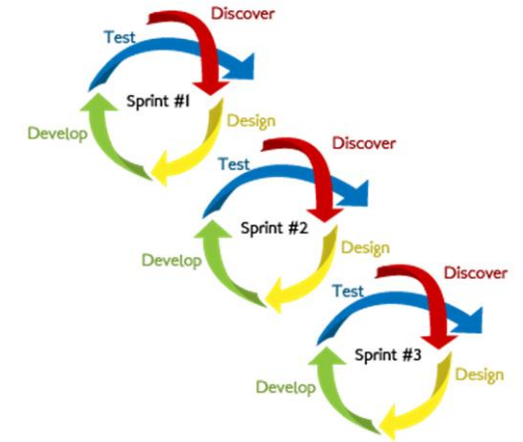 Discover
Test
Sprint #1
Design
Develop
Discover
Test
Sprint #2
Design
Develop
Discover
Test
Sprint #3
Design
Develop